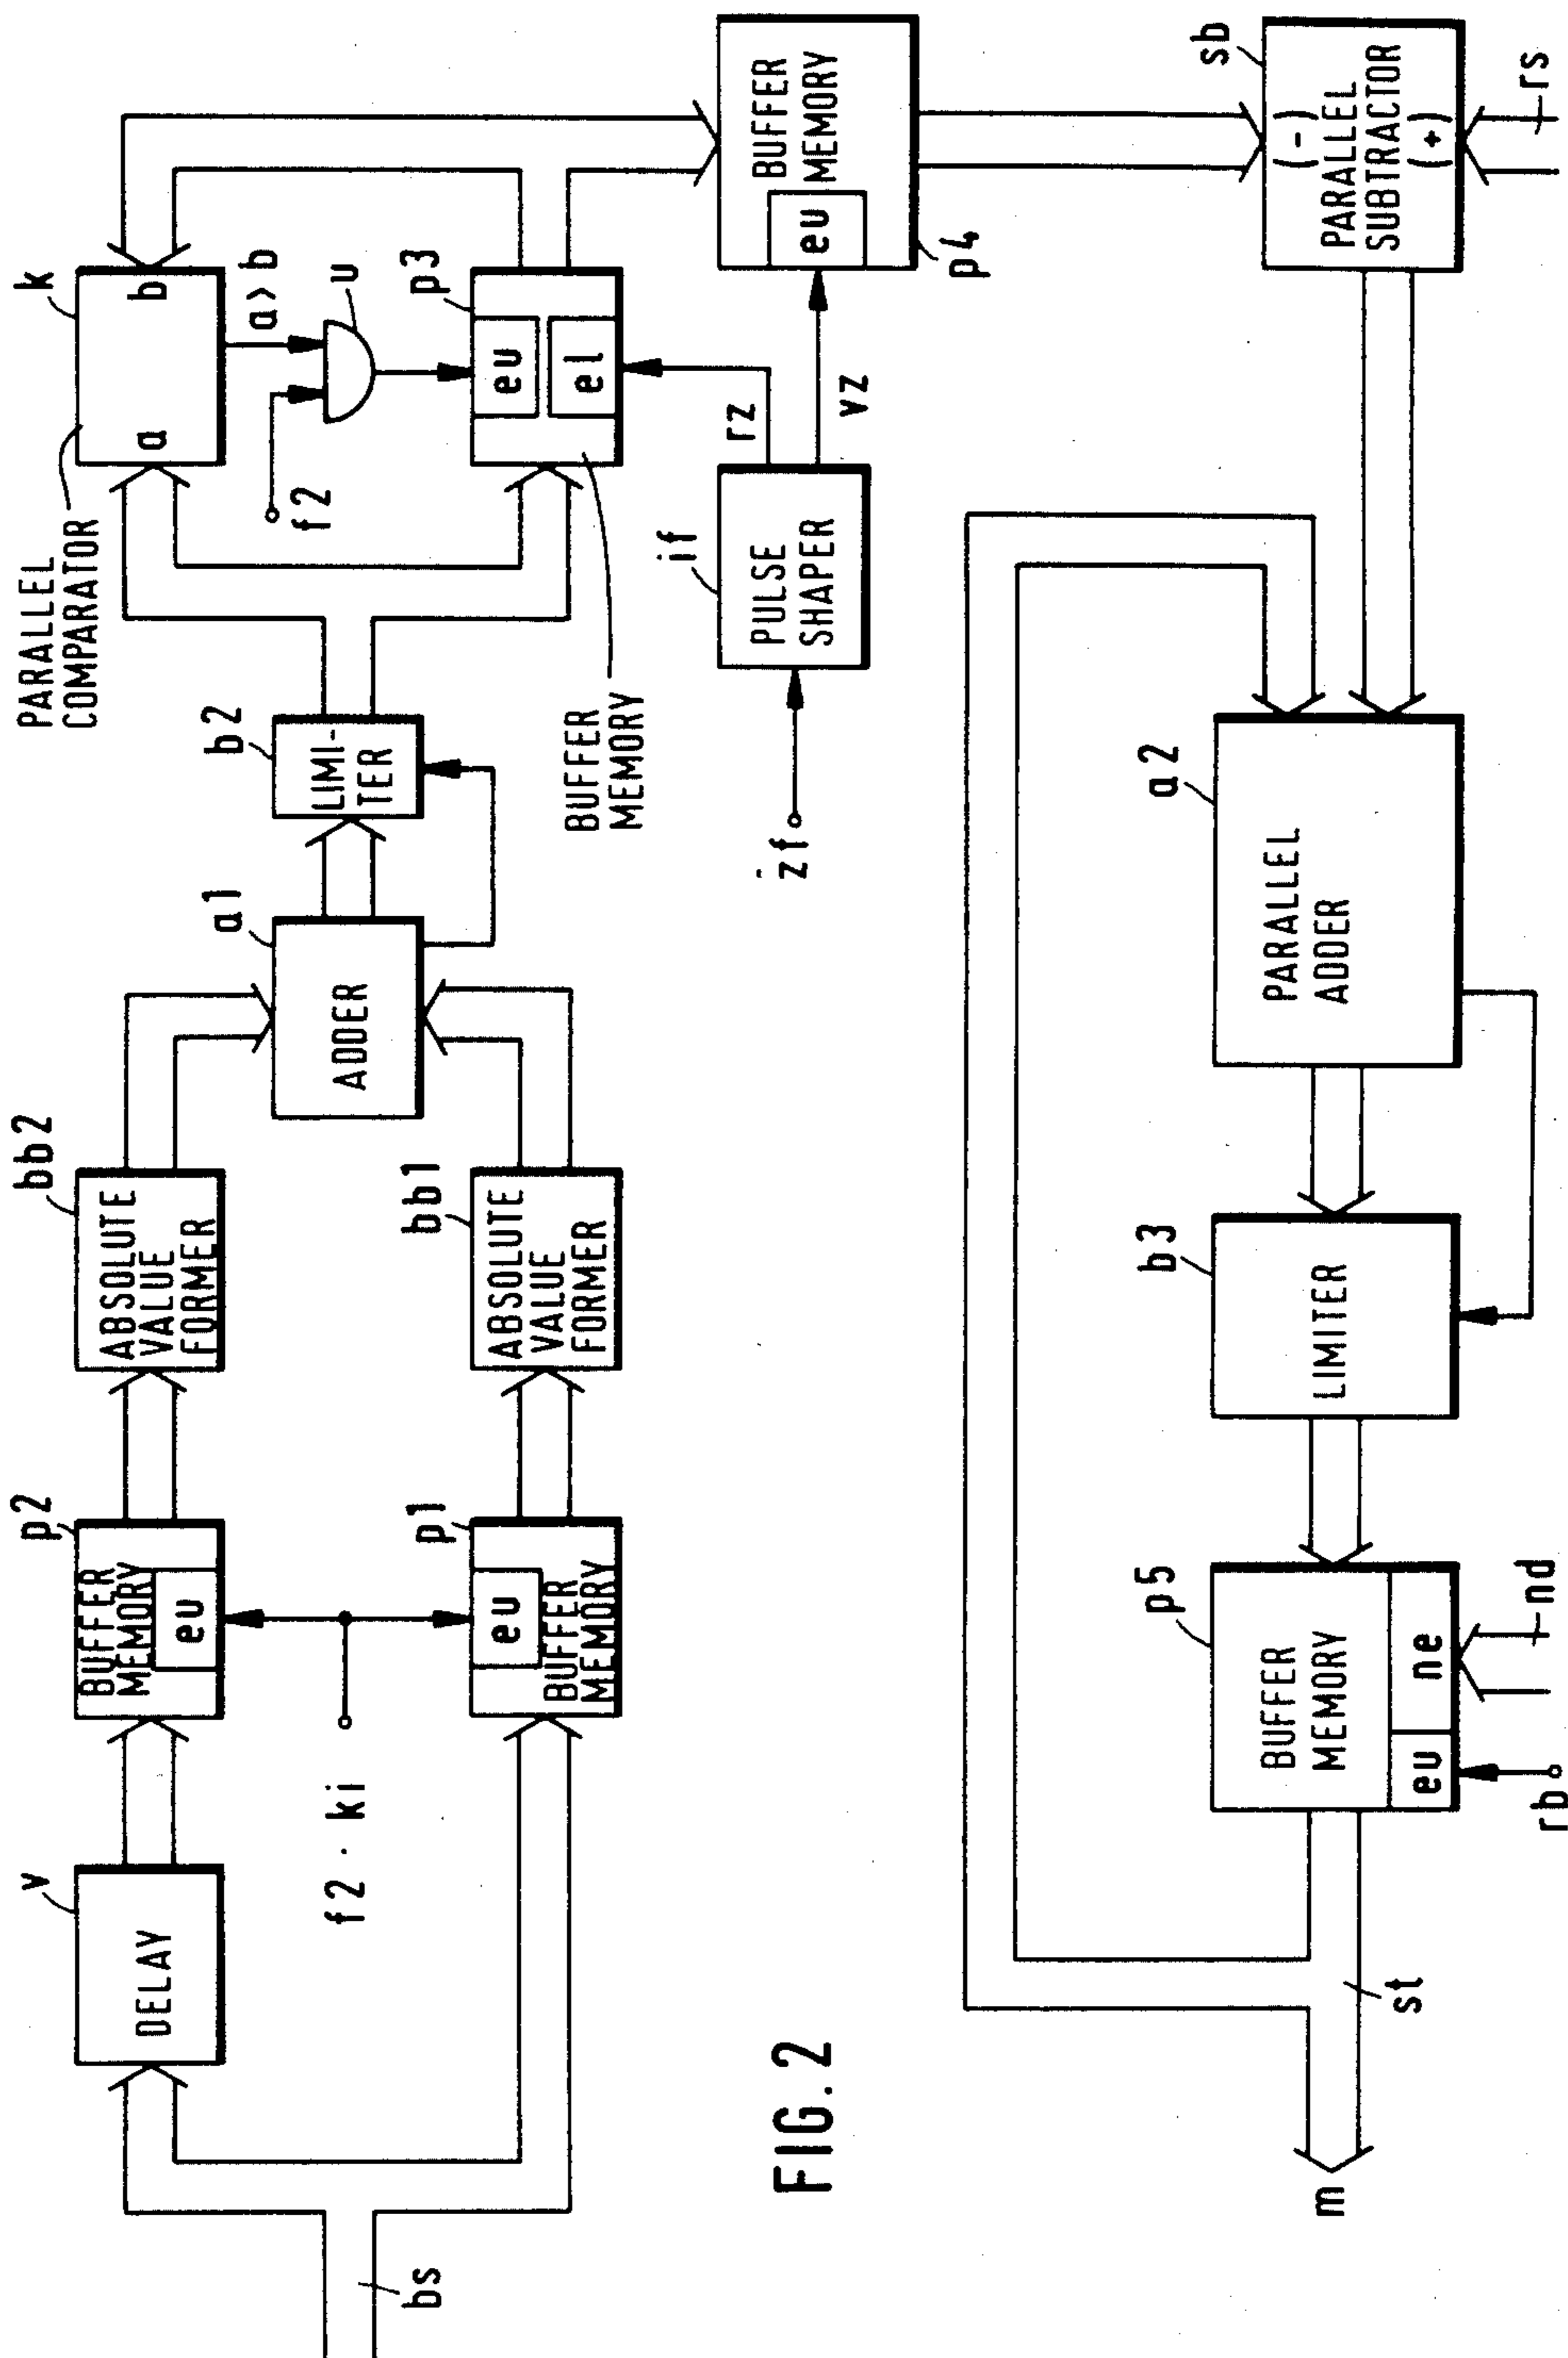 bs
v
DELAY
p2
BUFFER
MEMORY
eu
f2 · ki
p1
eu
BUFFER
MEMORY
bb2
ABSOLUTE
VALUE
FORMER
bb1
ABSOLUTE
VALUE
FORMER
a1
ADDER
b2
LIMI-
TER
PARALLEL
COMPARATOR
k
a
b
a>b
f2
u
p3
eu
el
BUFFER
MEMORY
zf
if
PULSE
SHAPER
rz
vz
BUFFER
MEMORY
eu
p4
sb
(-)
PARALLEL
SUBTRACTOR
(+)
rs
a2
PARALLEL
ADDER
b3
LIMITER
p5
BUFFER
MEMORY
eu
ne
rb
nd
st
m
FIG.2